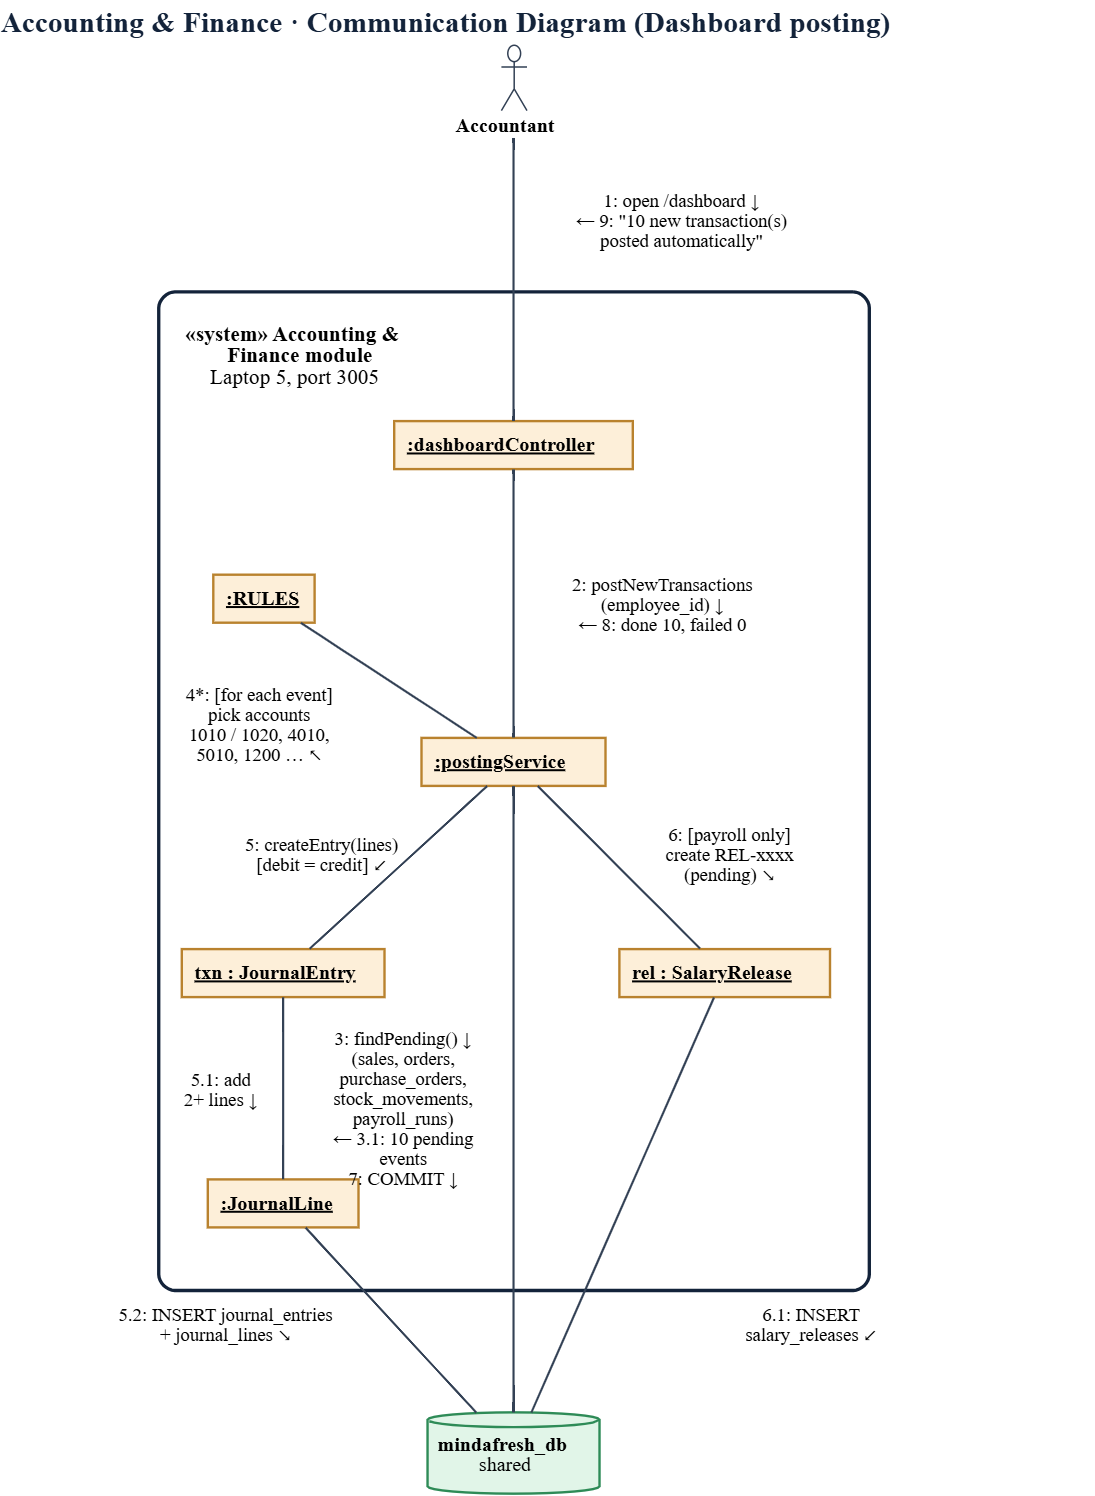 Accounting & Finance · Communication Diagram (Dashboard posting)
Accountant
1: open /dashboard ↓
← 9: "10 new transaction(s)
posted automatically"
«system» Accounting &
Finance module
Laptop 5, port 3005
:dashboardController
:RULES
2: postNewTransactions
(employee_id) ↓
← 8: done 10, failed 0
4*: [for each event]
pick accounts
1010 / 1020, 4010,
5010, 1200 … ↖
:postingService
5: createEntry(lines)
[debit = credit] ↙
6: [payroll only]
create REL-xxxx
(pending) ↘
txn : JournalEntry
rel : SalaryRelease
3: findPending() ↓
(sales, orders,
purchase_orders,
stock_movements,
payroll_runs)
← 3.1: 10 pending
events
7: COMMIT ↓
5.1: add
2+ lines ↓
:JournalLine
5.2: INSERT journal_entries
+ journal_lines ↘
6.1: INSERT
salary_releases ↙
mindafresh_db
shared